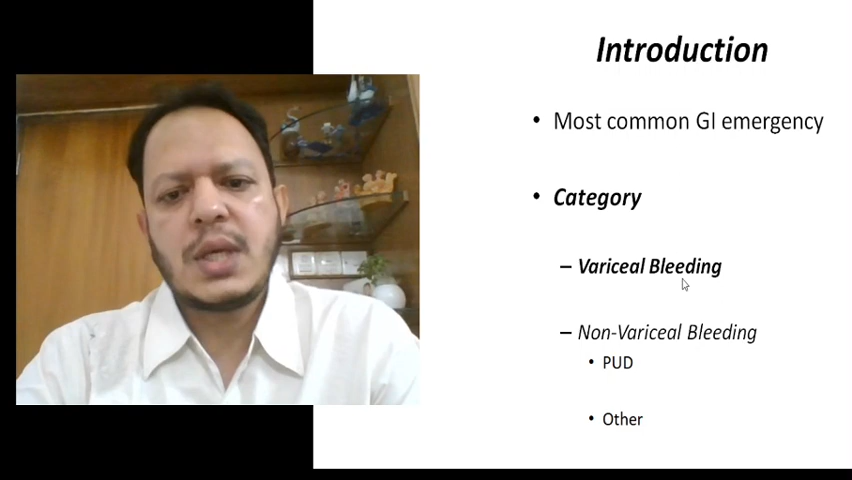 Introduction
• Most common GI emergency
• Category
– Variceal Bleeding
– Non-Variceal Bleeding
• PUD
• Other